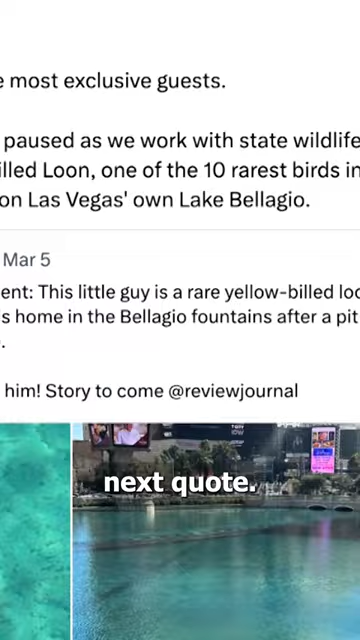 e most exclusive guests.
paused as we work with state wildlife
illed Loon, one of the 10 rarest birds in
on Las Vegas' own Lake Bellagio.
Mar 5
ent: This little guy is a rare yellow-billed loo
s home in the Bellagio fountains after a pit
.
him! Story to come @reviewjournal
next quote.